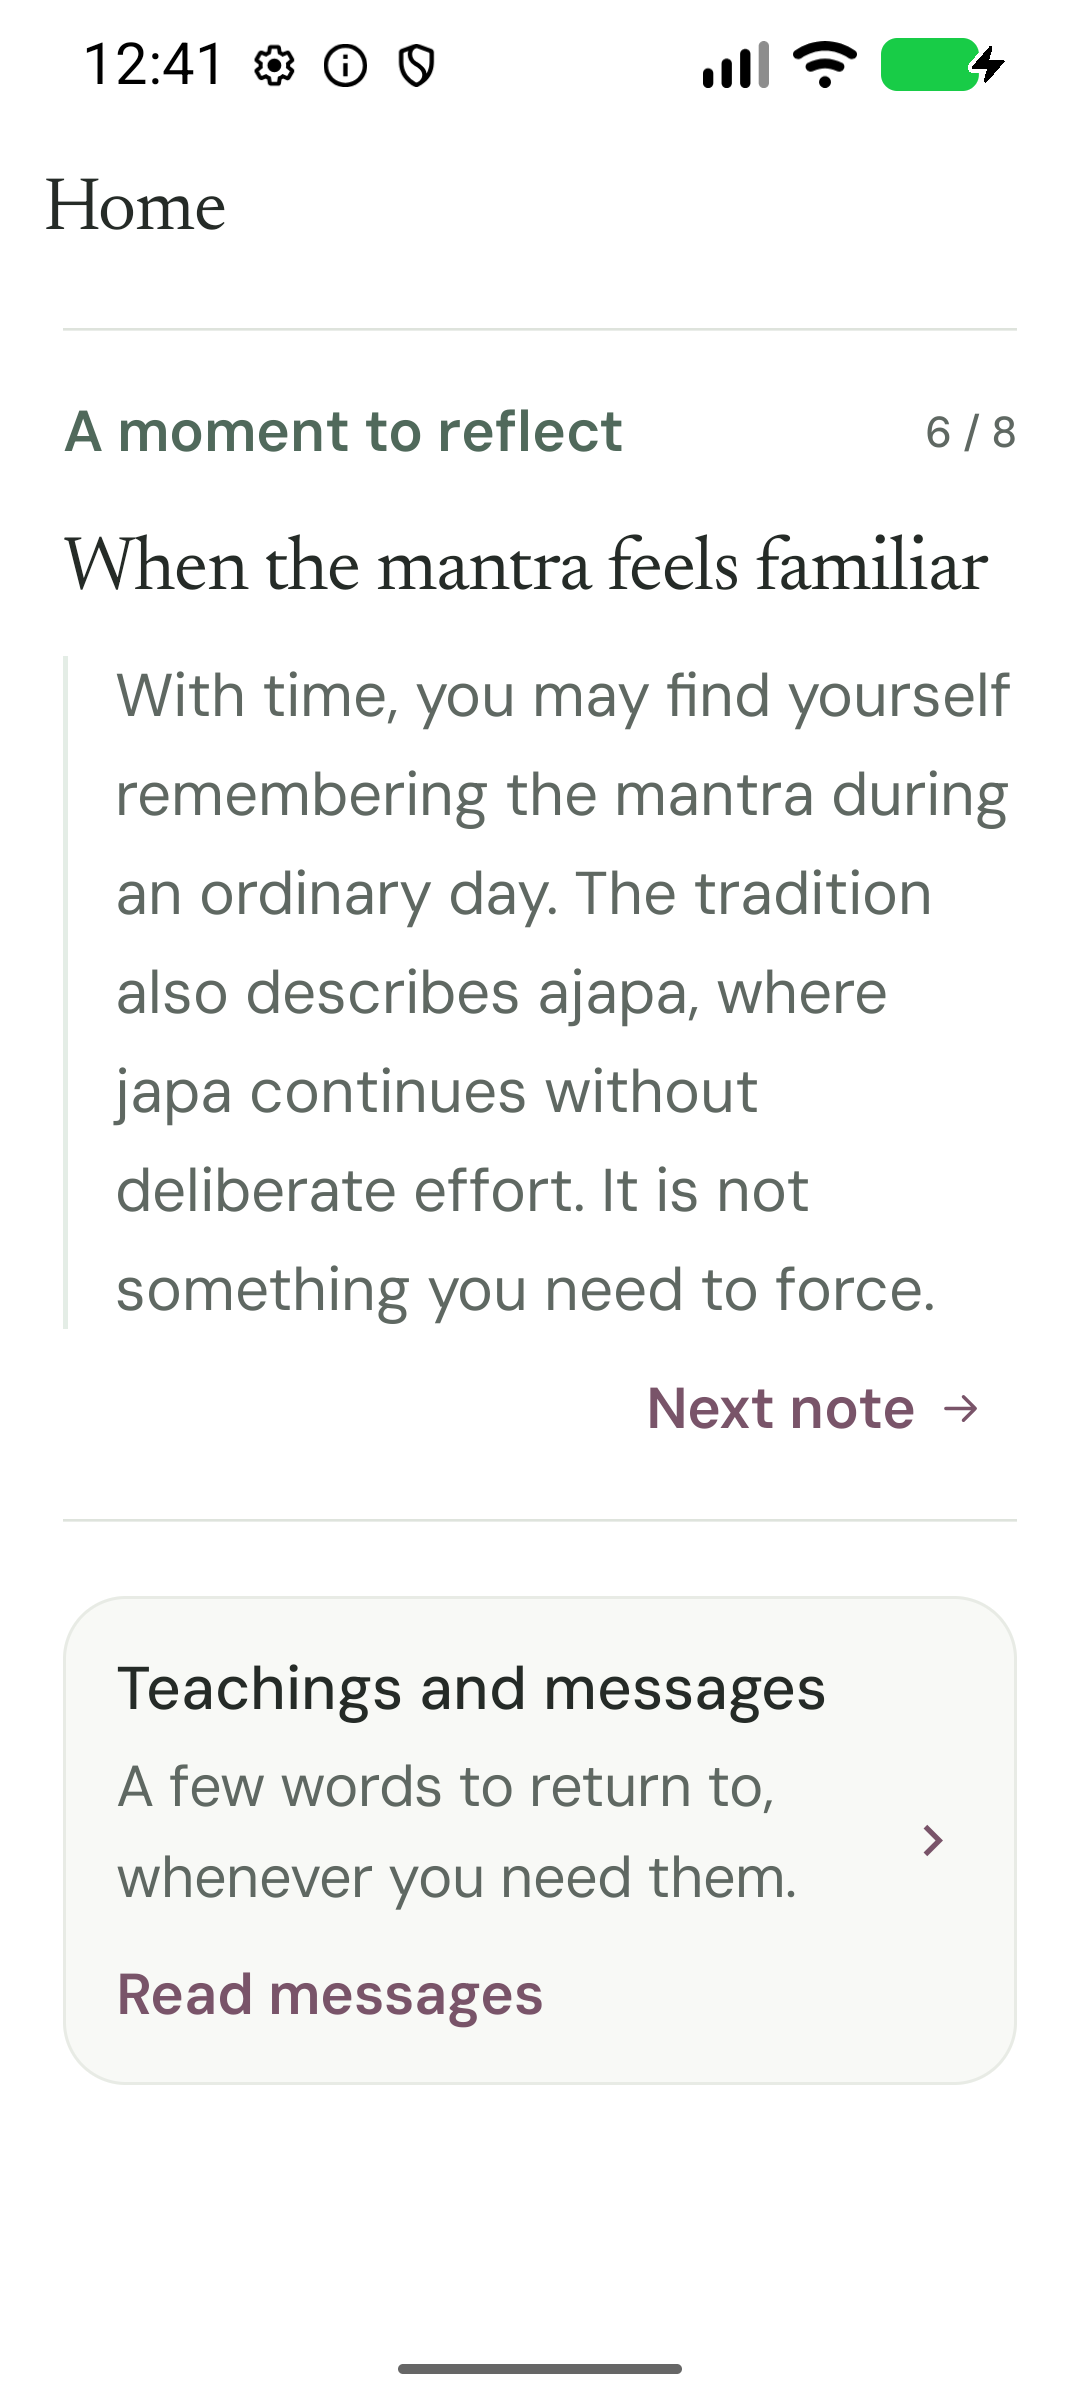 12:41
Home
A moment to reflect
6 / 8
When the mantra feels familiar
With time, you may find yourself
remembering the mantra during
an ordinary day. The tradition
also describes ajapa, where
japa continues without
deliberate effort. It is not
something you need to force.
Next note →
Teachings and messages
A few words to return to,
whenever you need them.
Read messages